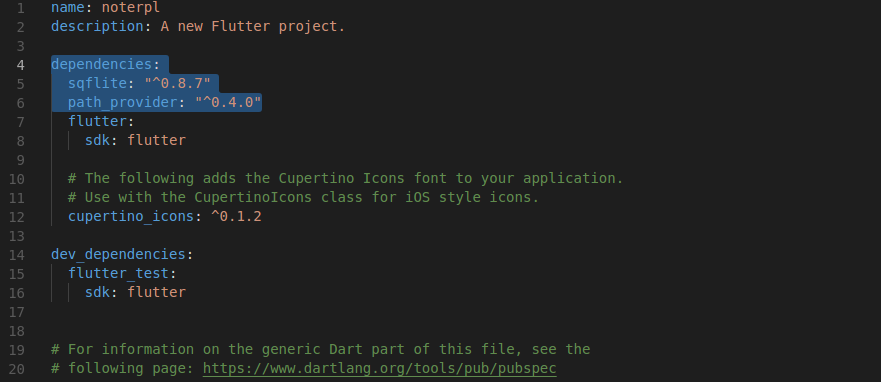 1 name: noterpl
2 description: A new Flutter project.
3
4 dependencies:
5   sqflite: "^0.8.7"
6   path_provider: "^0.4.0"
7   flutter:
8     sdk: flutter
9
10   # The following adds the Cupertino Icons font to your application.
11   # Use with the CupertinoIcons class for iOS style icons.
12   cupertino_icons: ^0.1.2
13
14 dev_dependencies:
15   flutter_test:
16     sdk: flutter
17
18
19 # For information on the generic Dart part of this file, see the
20 # following page: https://www.dartlang.org/tools/pub/pubspec